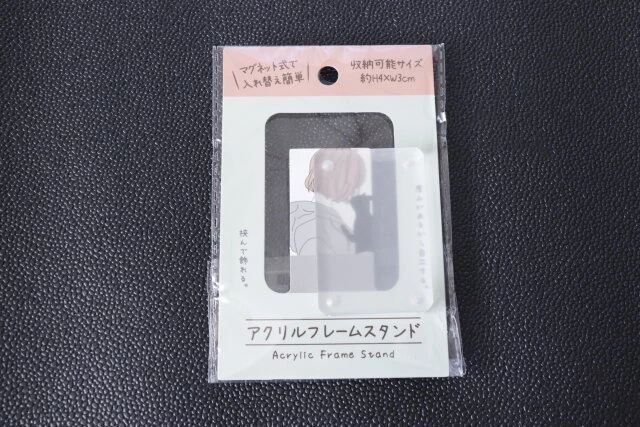 マグネット式で
入れ替え簡単
収納可能サイズ
約H4×W3cm
挟んで飾れる。
アクリルフレームスタンド
Acrylic Frame Stand